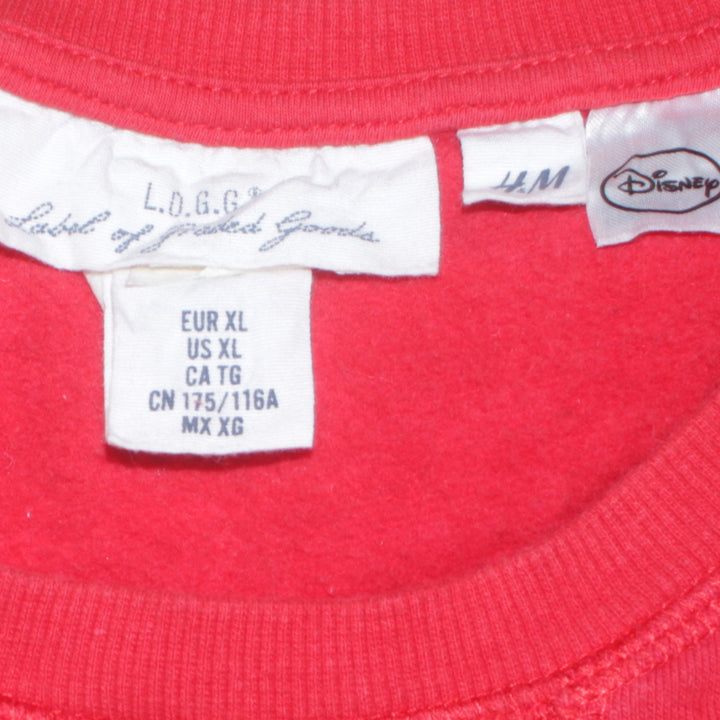 L.O.G.G®
Label of Graded Goods
H&M
DISNEY
EUR XL
US XL
CA TG
CN 175/116A
MX XG